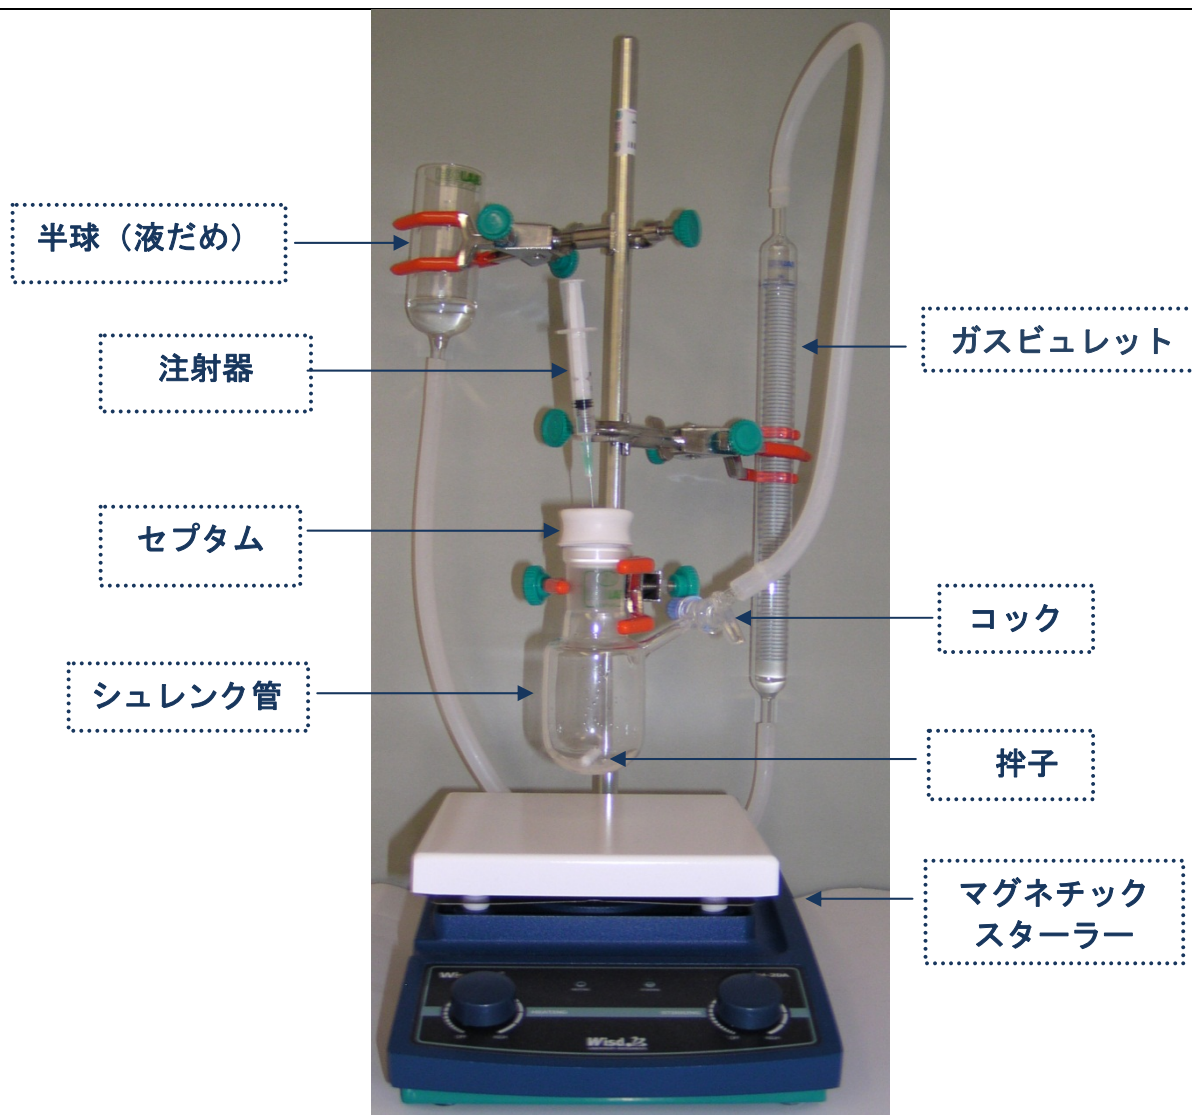 半球（液だめ）
注射器
ガスビュレット
セプタム
コック
シュレンク管
拌子
マグネチック
スターラー
Wisd